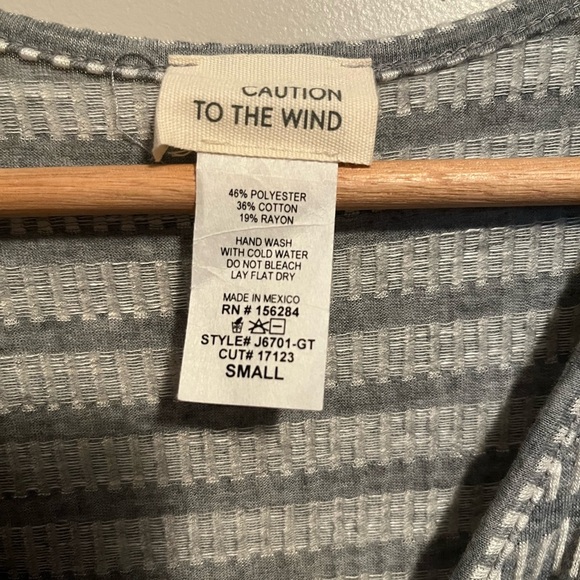 CAUTION
TO THE WIND
46% POLYESTER
36% COTTON
19% RAYON
HAND WASH
WITH COLD WATER
DO NOT BLEACH
LAY FLAT DRY
MADE IN MEXICO
RN # 156284
STYLE# J6701-GT
CUT# 17123
SMALL